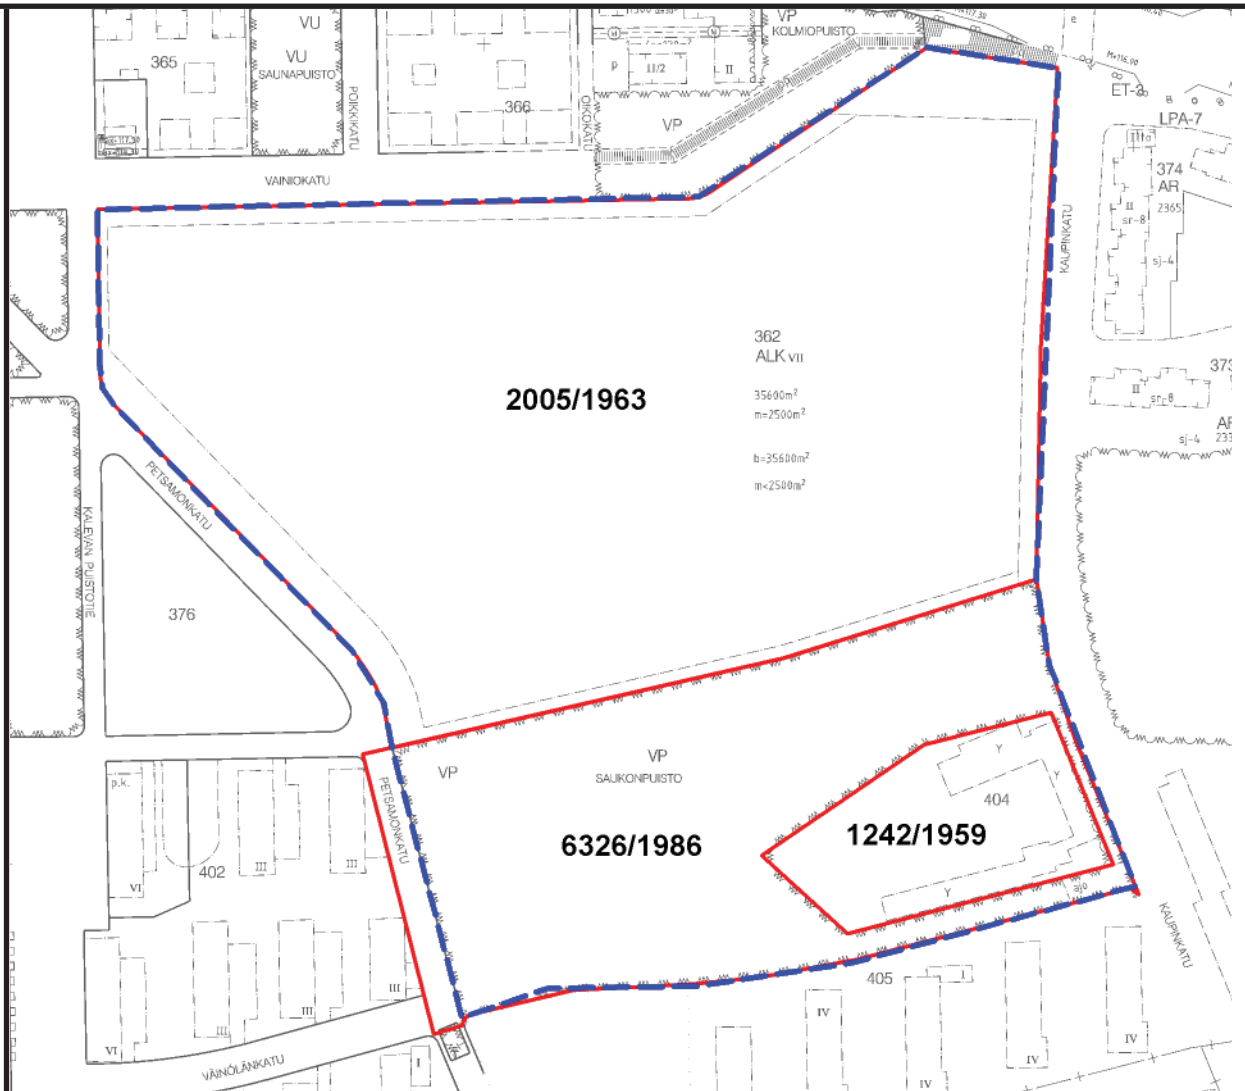 VU
VU
SAUNAPUISTO
365
366
POIKKIKATU
OIKOKATU
P
II/2
II
VP
KOLMIOPUISTO
VP
e
M+116.00
ET-3
LPA-7
374
AR
2365
II
sr-8
sj-4
VAINIOKATU
KAUPINKATU
362
ALK VII
35600m²
m=2500m²
b=35600m²
m<2500m²
2005/1963
373
II
sr-8
sj-4
PETSAMONKATU
KALEVAN PUISTOTIE
376
VP
VP
SAUKONPUISTO
6326/1986
1242/1959
404
Y
Y
Y
ajo
PETSAMONKATU
p.k.
VI
402
III
III
III
III
III
VI
VÄINÖLÄNKATU
I
405
I
IV
IV
IV
IV
KAUPINKATU